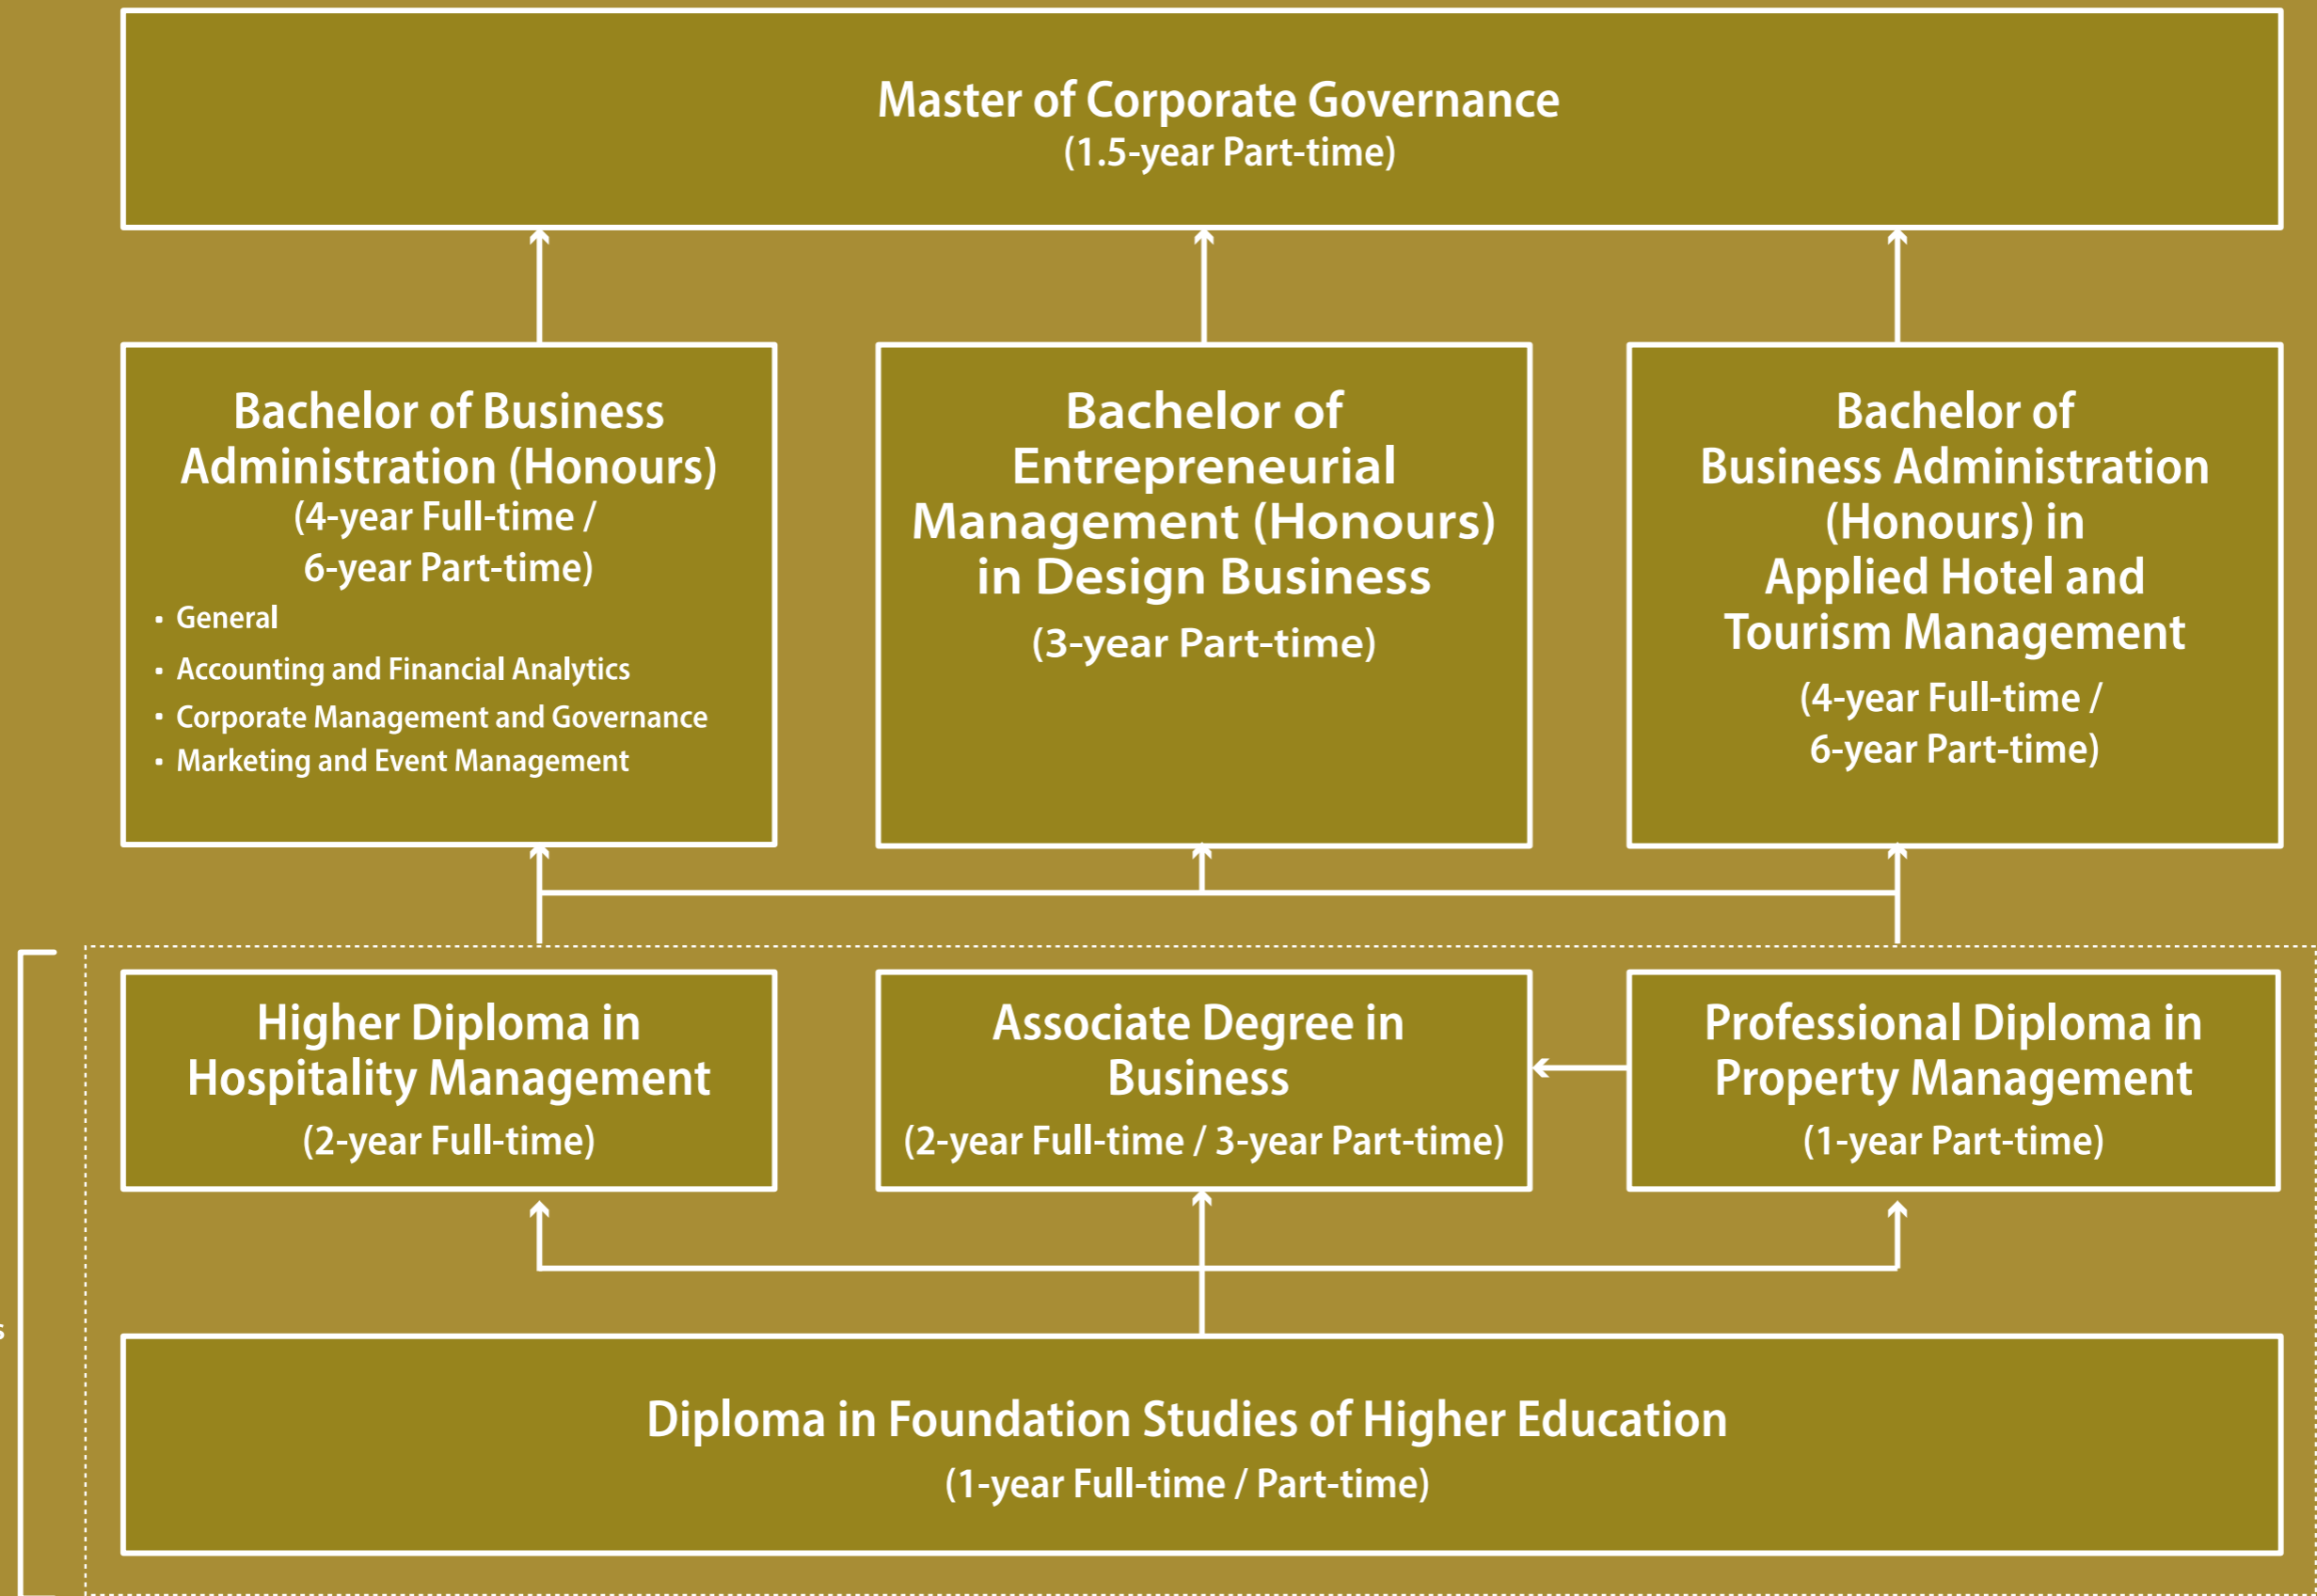 Master of Corporate Governance
(1.5-year Part-time)
Bachelor of Business
Administration (Honours)
(4-year Full-time /
6-year Part-time)
▪ General
▪ Accounting and Financial Analytics
▪ Corporate Management and Governance
▪ Marketing and Event Management
Bachelor of
Entrepreneurial
Management (Honours)
in Design Business
(3-year Part-time)
Bachelor of
Business Administration
(Honours) in
Applied Hotel and
Tourism Management
(4-year Full-time /
6-year Part-time)
Higher Diploma in
Hospitality Management
(2-year Full-time)
Associate Degree in
Business
(2-year Full-time / 3-year Part-time)
Professional Diploma in
Property Management
(1-year Part-time)
Diploma in Foundation Studies of Higher Education
(1-year Full-time / Part-time)